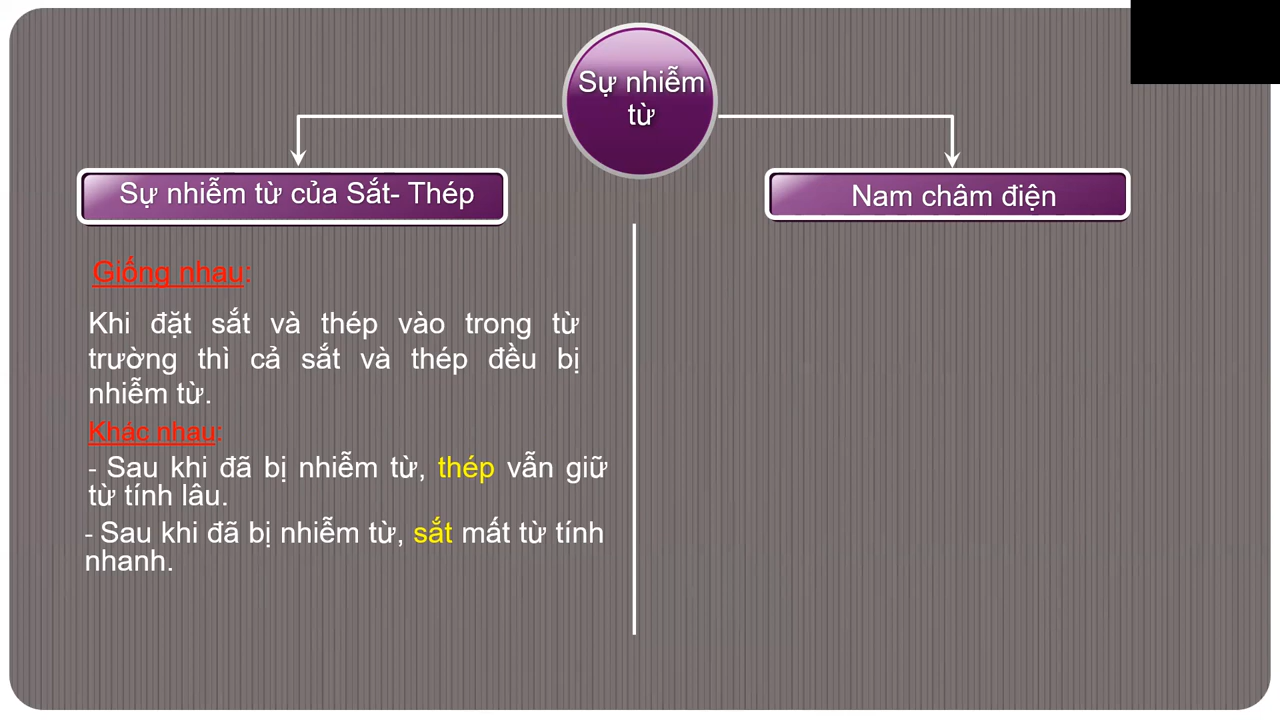 Sự nhiễm
từ
Sự nhiễm từ của Sắt- Thép
Nam châm điện
Giống nhau:
Khi đặt sắt và thép vào trong từ
trường thì cả sắt và thép đều bị
nhiễm từ.
Khác nhau:
- Sau khi đã bị nhiễm từ, thép vẫn giữ
từ tính lâu.
- Sau khi đã bị nhiễm từ, sắt mất từ tính
nhanh.